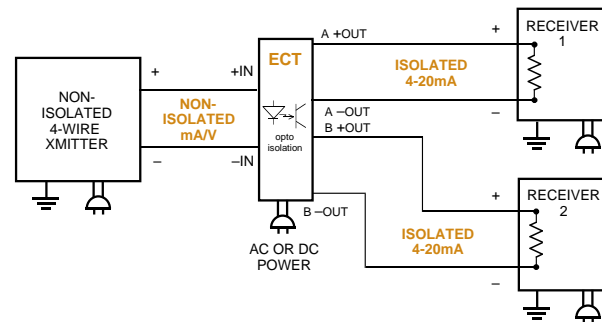 NON-
ISOLATED
4-WIRE
XMITTER
+
–
NON-
ISOLATED
mA/V
+IN
–IN
ECT
opto
isolation
AC OR DC
POWER
A +OUT
A –OUT
B +OUT
B –OUT
ISOLATED
4-20mA
+
–
RECEIVER
1
ISOLATED
4-20mA
+
–
RECEIVER
2